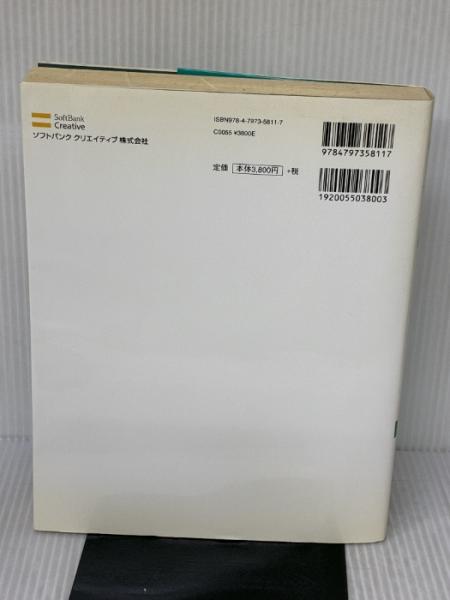 SoftBank
Creative
ソフトバンク クリエイティブ 株式会社
ISBN978-4-7973-5811-7
C0055 ¥3800E
定価 本体3,800円 +税
9784797358117
1920055038003